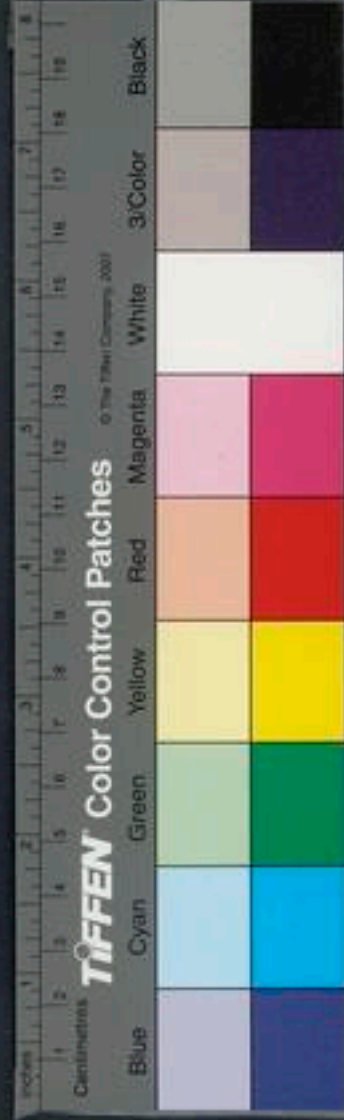 Inches 1 2 3 4 5 6 7 8
1 2 3 4 5 6 7 8 9 10 11 12 13 14 15 16 17 18 19
Centimetres
TIFFEN® Color Control Patches © The Tiffen Company, 2007
Blue Cyan Green Yellow Red Magenta White 3/Color Black